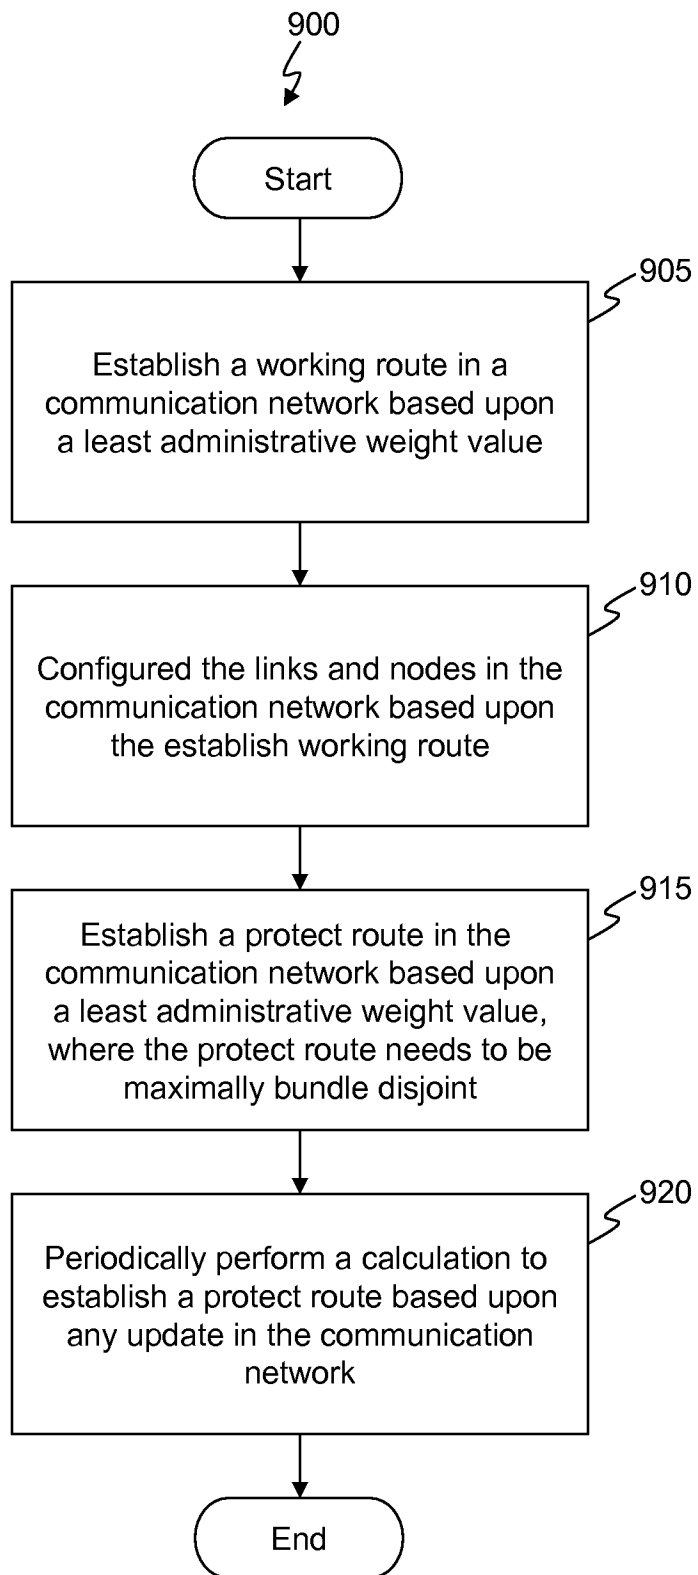 900
Start
905
Establish a working route in a
communication network based upon
a least administrative weight value
910
Configured the links and nodes in the
communication network based upon
the establish working route
915
Establish a protect route in the
communication network based upon
a least administrative weight value,
where the protect route needs to be
maximally bundle disjoint
920
Periodically perform a calculation to
establish a protect route based upon
any update in the communication
network
End